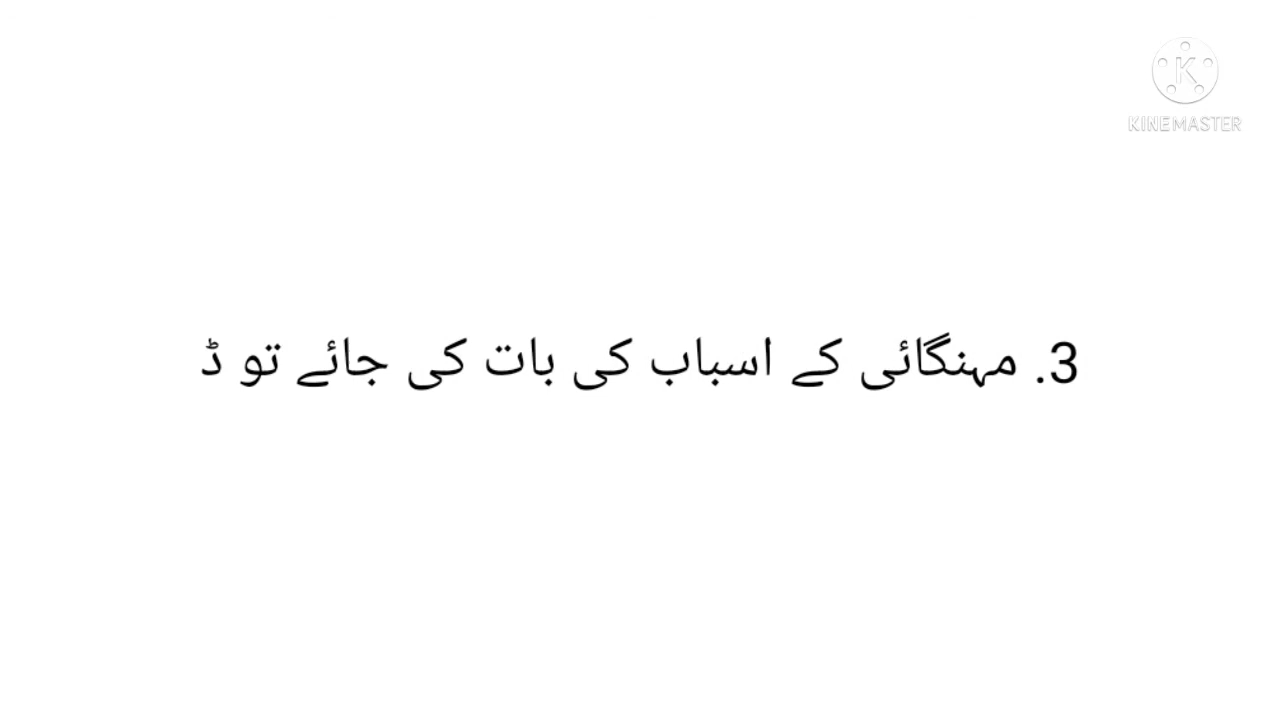 KINEMASTER
3. مہنگائی کے اسباب کی بات کی جائے تو ڈ